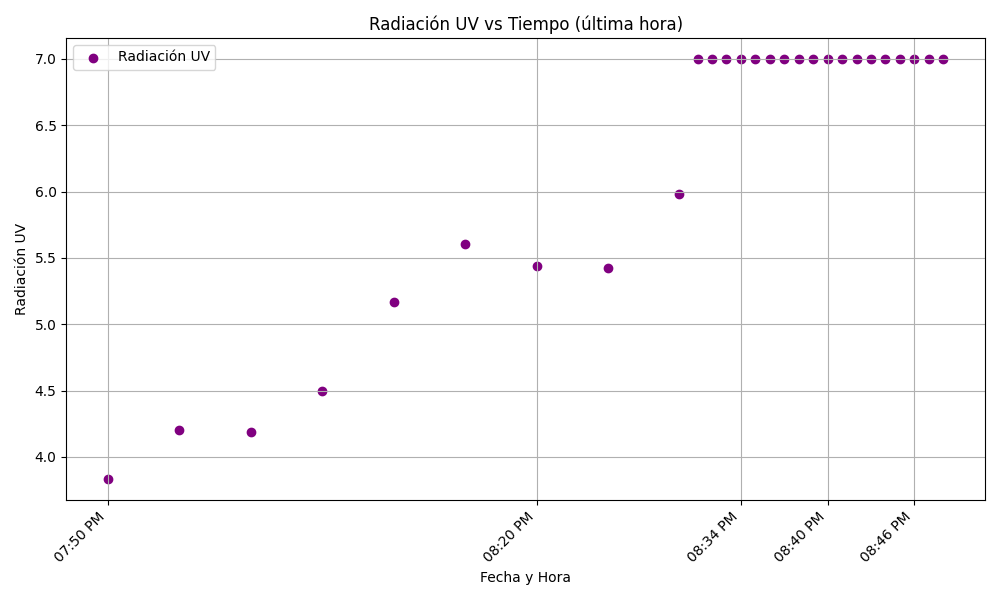 Radiación UV vs Tiempo (última hora)
Radiación UV
7.0
6.5
6.0
5.5
5.0
4.5
4.0
Radiación UV
07:50 PM
08:20 PM
08:34 PM
08:40 PM
08:46 PM
Fecha y Hora